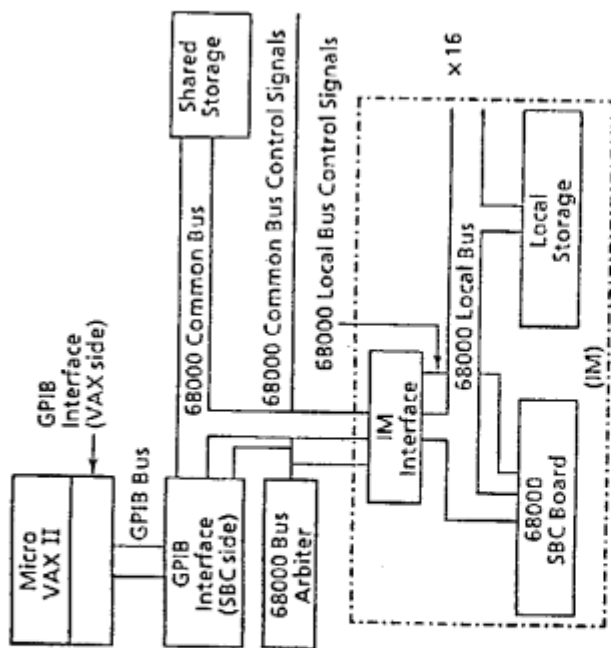 Micro
VAX II
GPIB
Interface
(VAX side)
GPIB Bus
GPIB
Interface
(SBC side)
68000 Bus
Arbiter
68000 Common Bus
Shared
Storage
68000 Common Bus Control Signals
68000 Local Bus Control Signals
IM
Interface
68000 Local Bus
× 16
68000
SBC Board
Local
Storage
(IM)